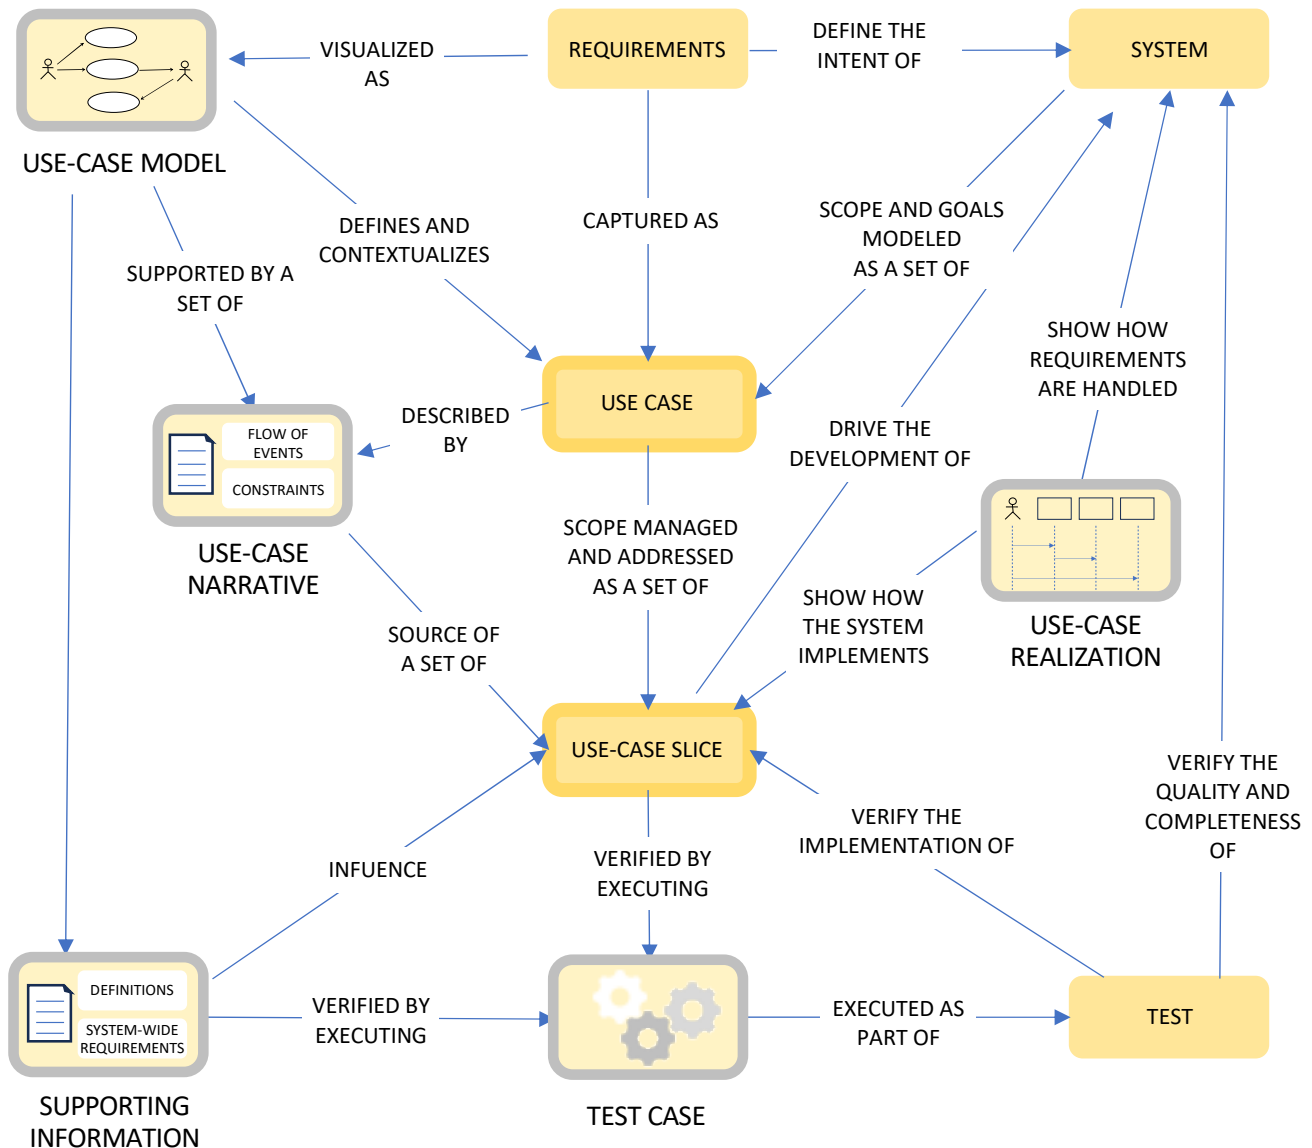 VISUALIZED
AS
REQUIREMENTS
DEFINE THE
INTENT OF
SYSTEM
USE-CASE MODEL
DEFINES AND
CONTEXTUALIZES
CAPTURED AS
SCOPE AND GOALS
MODELED
AS A SET OF
SUPPORTED BY A
SET OF
SHOW HOW
REQUIREMENTS
ARE HANDLED
USE CASE
DESCRIBED
BY
DRIVE THE
DEVELOPMENT OF
FLOW OF
EVENTS
CONSTRAINTS
USE-CASE
NARRATIVE
SCOPE MANAGED
AND ADDRESSED
AS A SET OF
SHOW HOW
THE SYSTEM
IMPLEMENTS
USE-CASE
REALIZATION
SOURCE OF
A SET OF
USE-CASE SLICE
VERIFY THE
QUALITY AND
COMPLETENESS
OF
VERIFY THE
IMPLEMENTATION OF
INFUENCE
VERIFIED BY
EXECUTING
DEFINITIONS
SYSTEM-WIDE
REQUIREMENTS
VERIFIED BY
EXECUTING
EXECUTED AS
PART OF
TEST
SUPPORTING
INFORMATION
TEST CASE